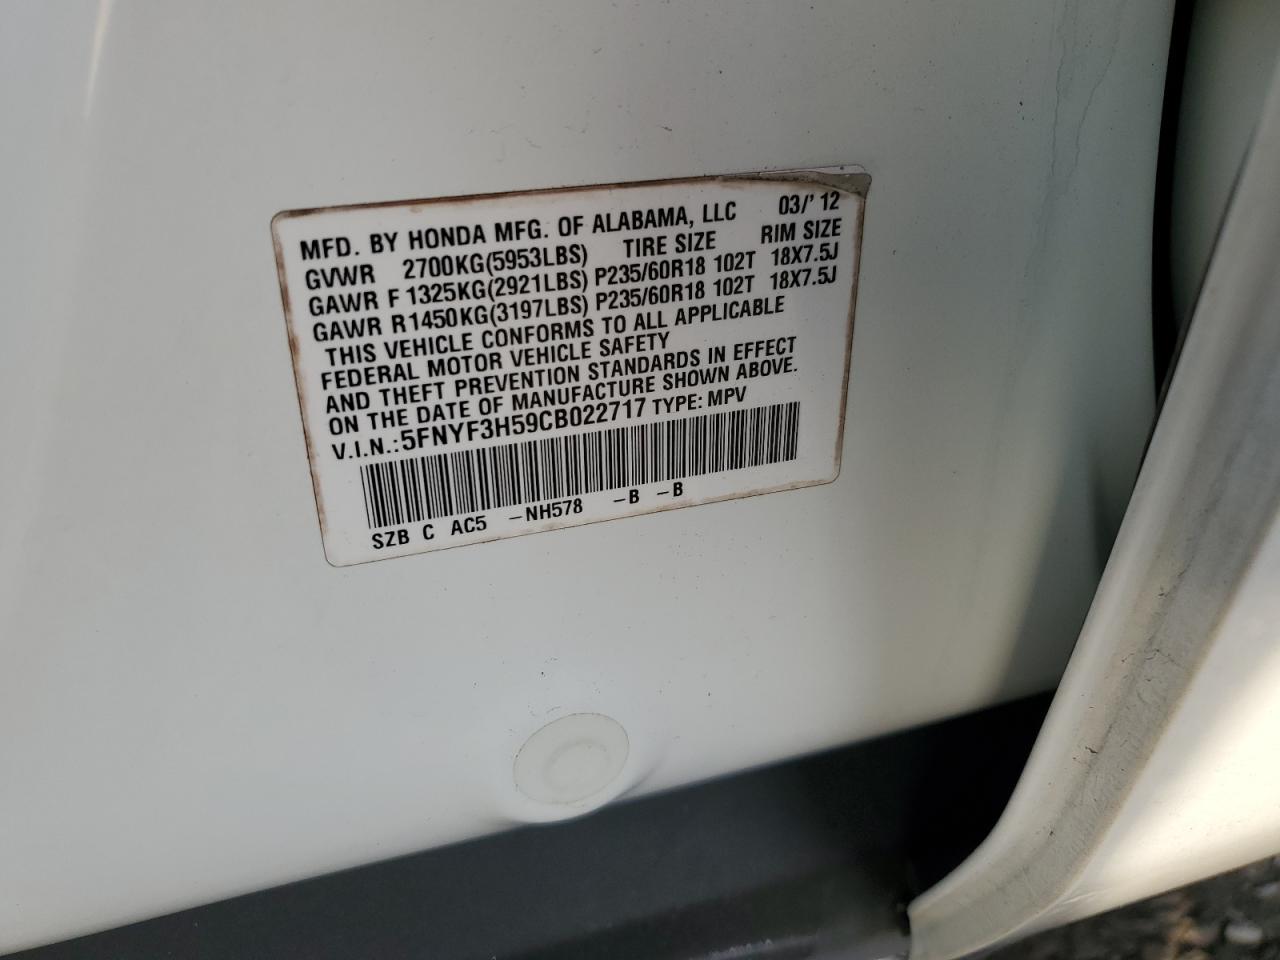 MFD. BY HONDA MFG. OF ALABAMA, LLC 03/'12
GVWR 2700KG(5953LBS) TIRE SIZE RIM SIZE
GAWR F 1325KG(2921LBS) P235/60R18 102T 18X7.5J
GAWR R1450KG(3197LBS) P235/60R18 102T 18X7.5J
THIS VEHICLE CONFORMS TO ALL APPLICABLE
FEDERAL MOTOR VEHICLE SAFETY
AND THEFT PREVENTION STANDARDS IN EFFECT
ON THE DATE OF MANUFACTURE SHOWN ABOVE.
V.I.N.:5FNYF3H59CB022717 TYPE: MPV
SZB C AC5 -NH578 -B -B